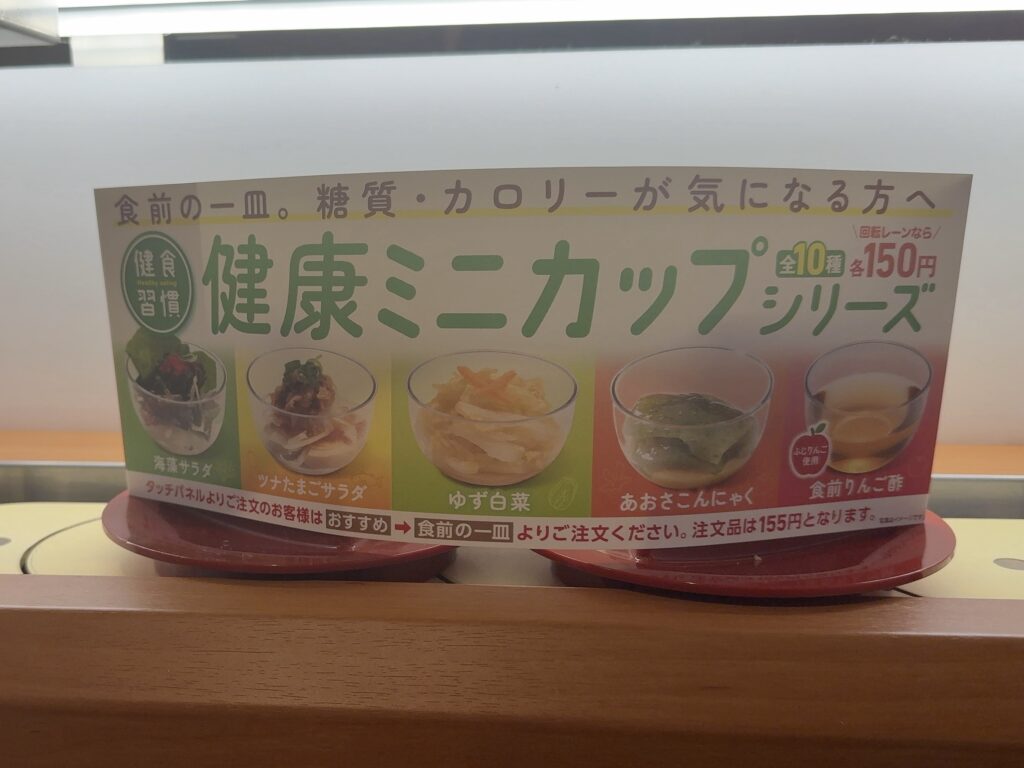 食前の一皿。糖質・カロリーが気になる方へ
健食
Healthy eating
習慣
健康ミニカップ
シリーズ
全10種
回転レーンなら
各150円
海藻サラダ
ツナたまごサラダ
ゆず白菜
あおさこんにゃく
ふじりんご
使用
食前りんご酢
タッチパネルよりご注文のお客様は おすすめ → 食前の一皿 よりご注文ください。注文品は155円となります。